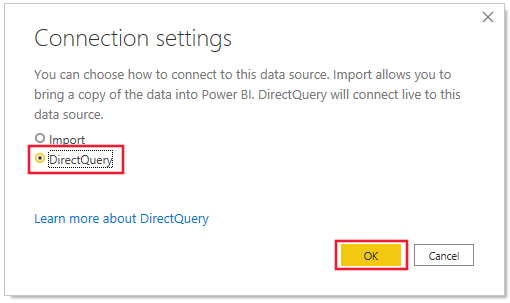 Connection settings
You can choose how to connect to this data source. Import allows you to
bring a copy of the data into Power BI. DirectQuery will connect live to this
data source.
Import
DirectQuery
Learn more about DirectQuery
OK
Cancel